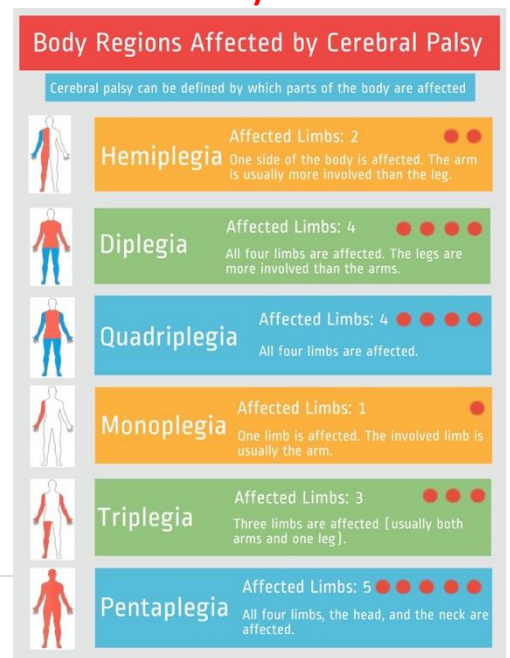 Body Regions Affected by Cerebral Palsy
Cerebral palsy can be defined by which parts of the body are affected
Hemiplegia
Affected Limbs: 2
One side of the body is affected. The arm
is usually more involved than the leg.
Diplegia
Affected Limbs: 4
All four limbs are affected. The legs are
more involved than the arms.
Quadriplegia
Affected Limbs: 4
All four limbs are affected.
Monoplegia
Affected Limbs: 1
One limb is affected. The involved limb is
usually the arm.
Triplegia
Affected Limbs: 3
Three limbs are affected (usually both
arms and one leg).
Pentaplegia
Affected Limbs: 5
All four limbs, the head, and the neck are
affected.